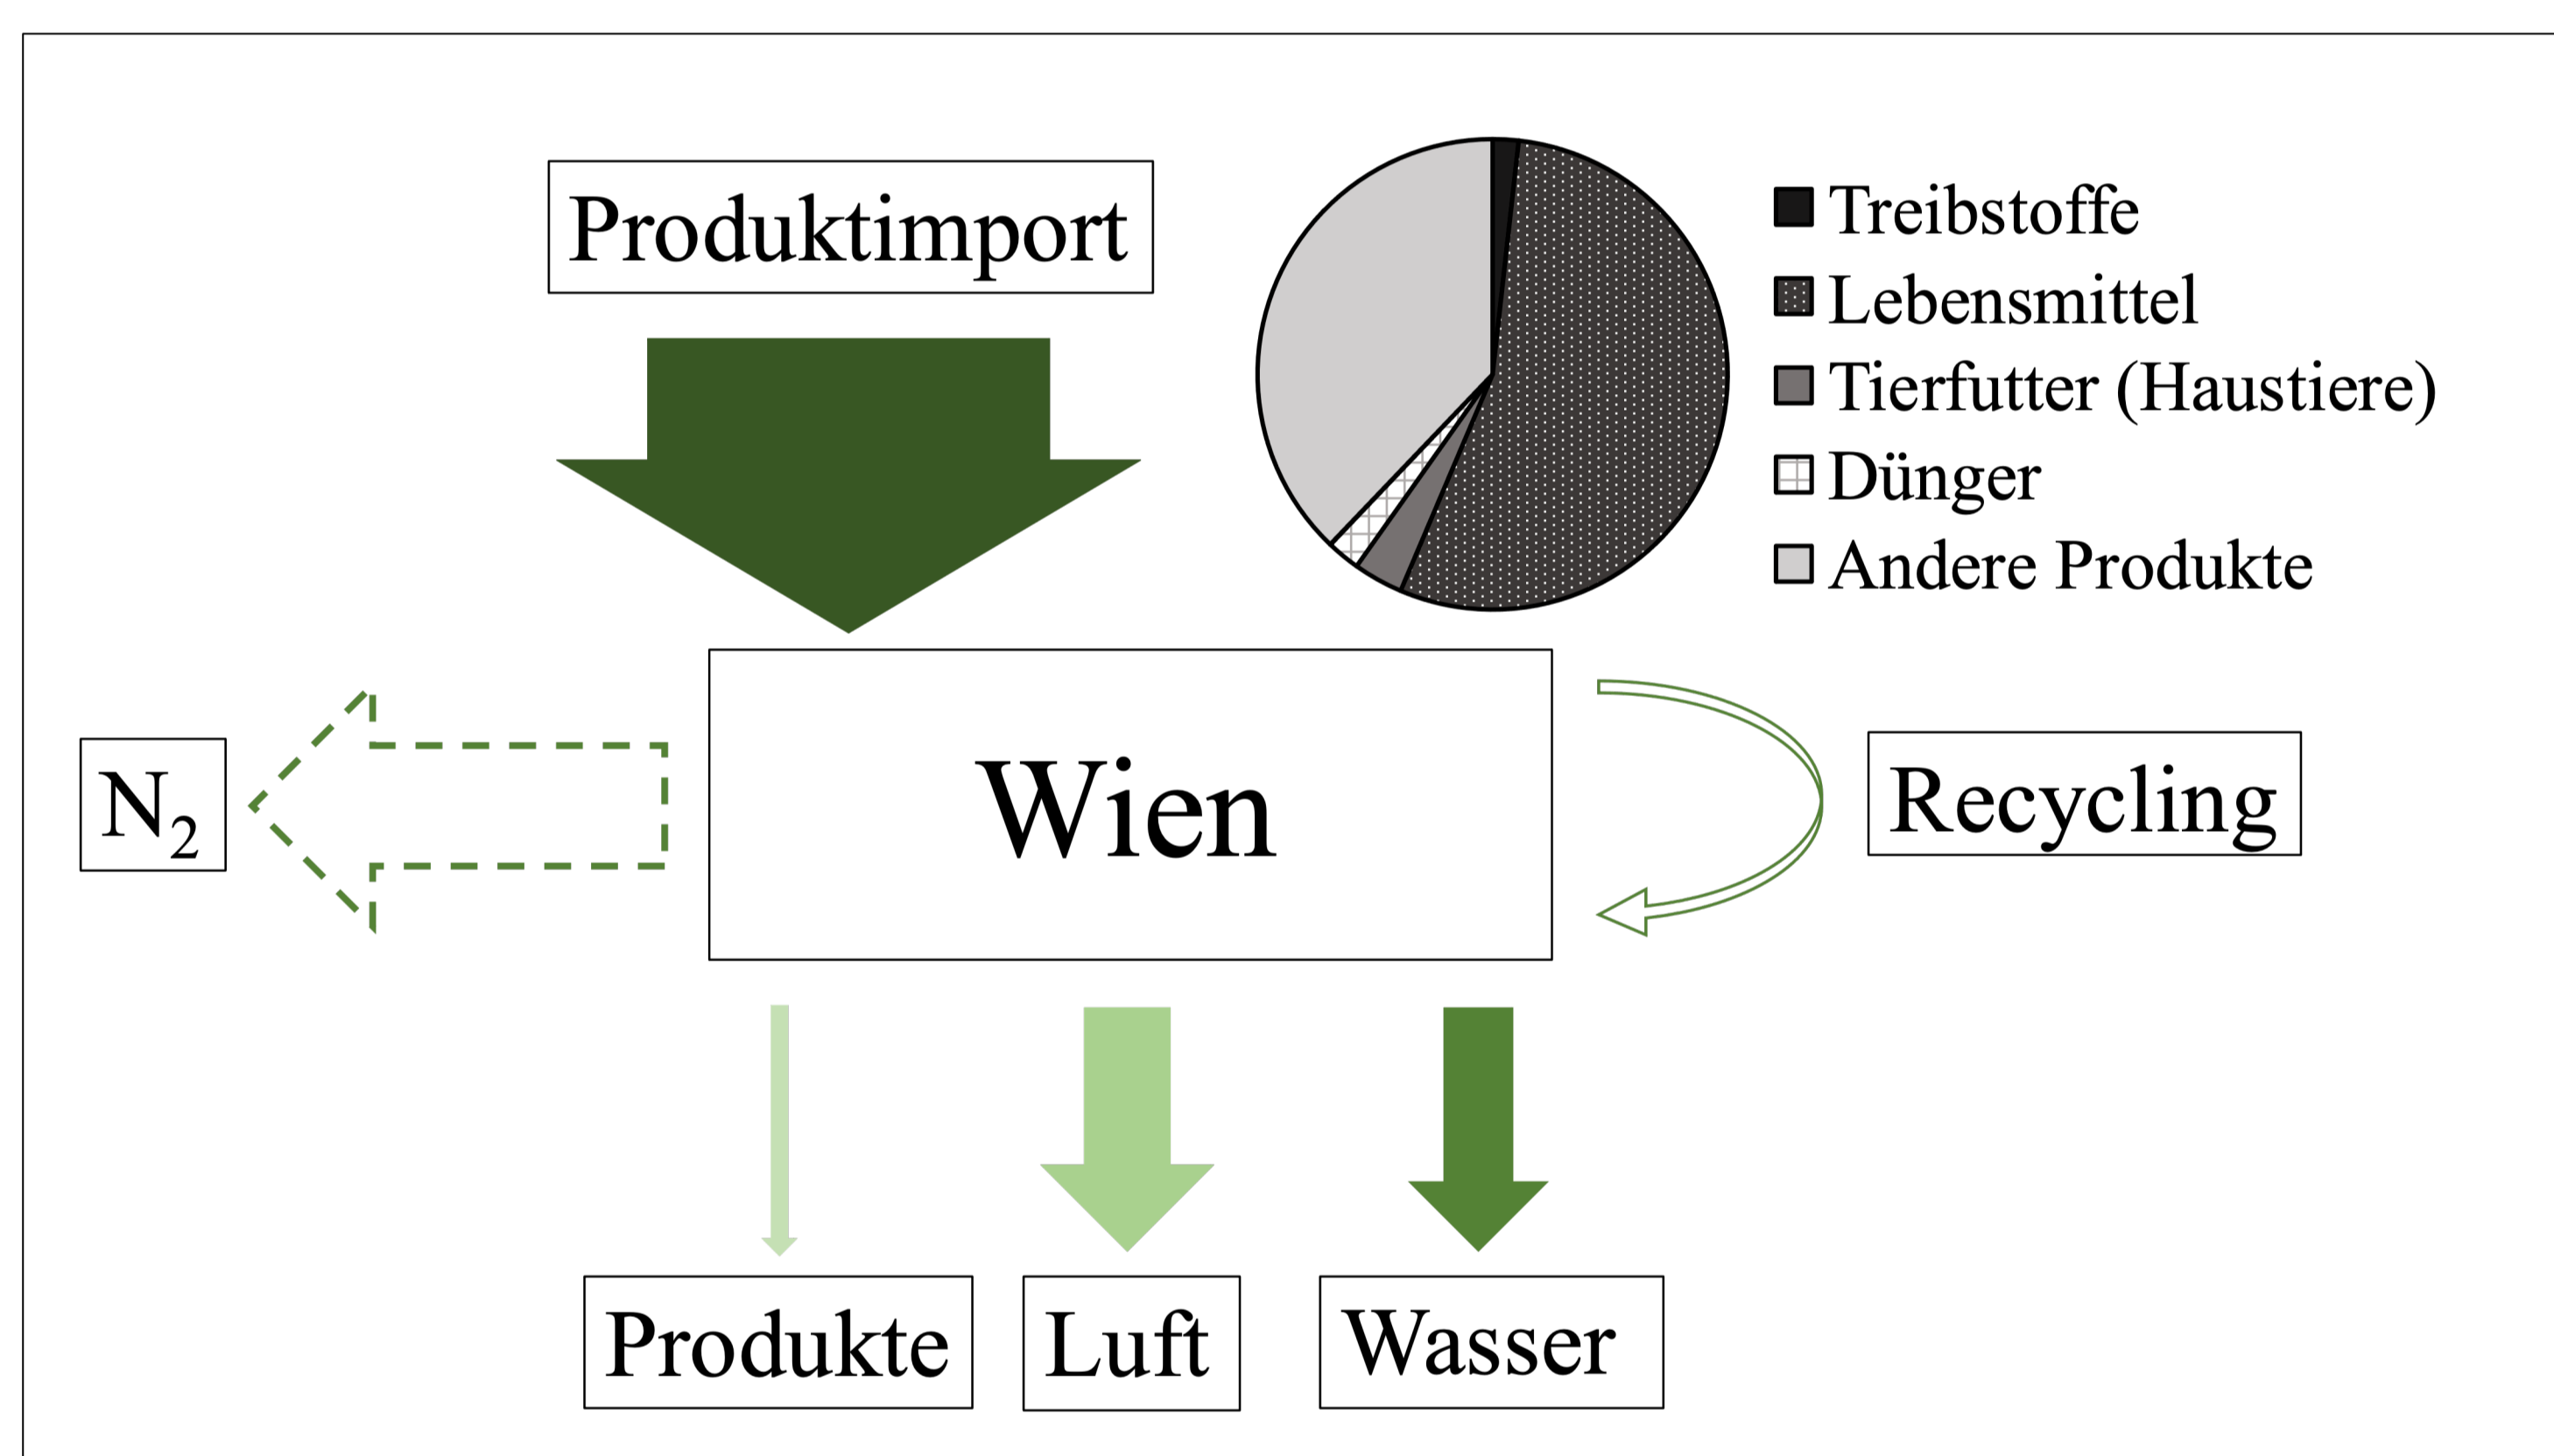 Produktimport
Treibstoffe
Lebensmittel
Tierfutter (Haustiere)
Dünger
Andere Produkte
N₂
Wien
Recycling
Produkte
Luft
Wasser